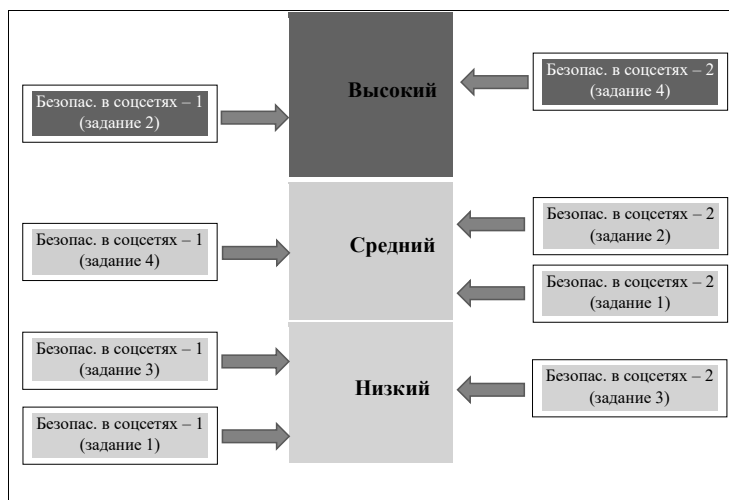 Высокий
Безопас. в соцсетях – 1
(задание 2)
Безопас. в соцсетях – 2
(задание 4)
Средний
Безопас. в соцсетях – 1
(задание 4)
Безопас. в соцсетях – 2
(задание 2)
Безопас. в соцсетях – 2
(задание 1)
Низкий
Безопас. в соцсетях – 1
(задание 3)
Безопас. в соцсетях – 1
(задание 1)
Безопас. в соцсетях – 2
(задание 3)